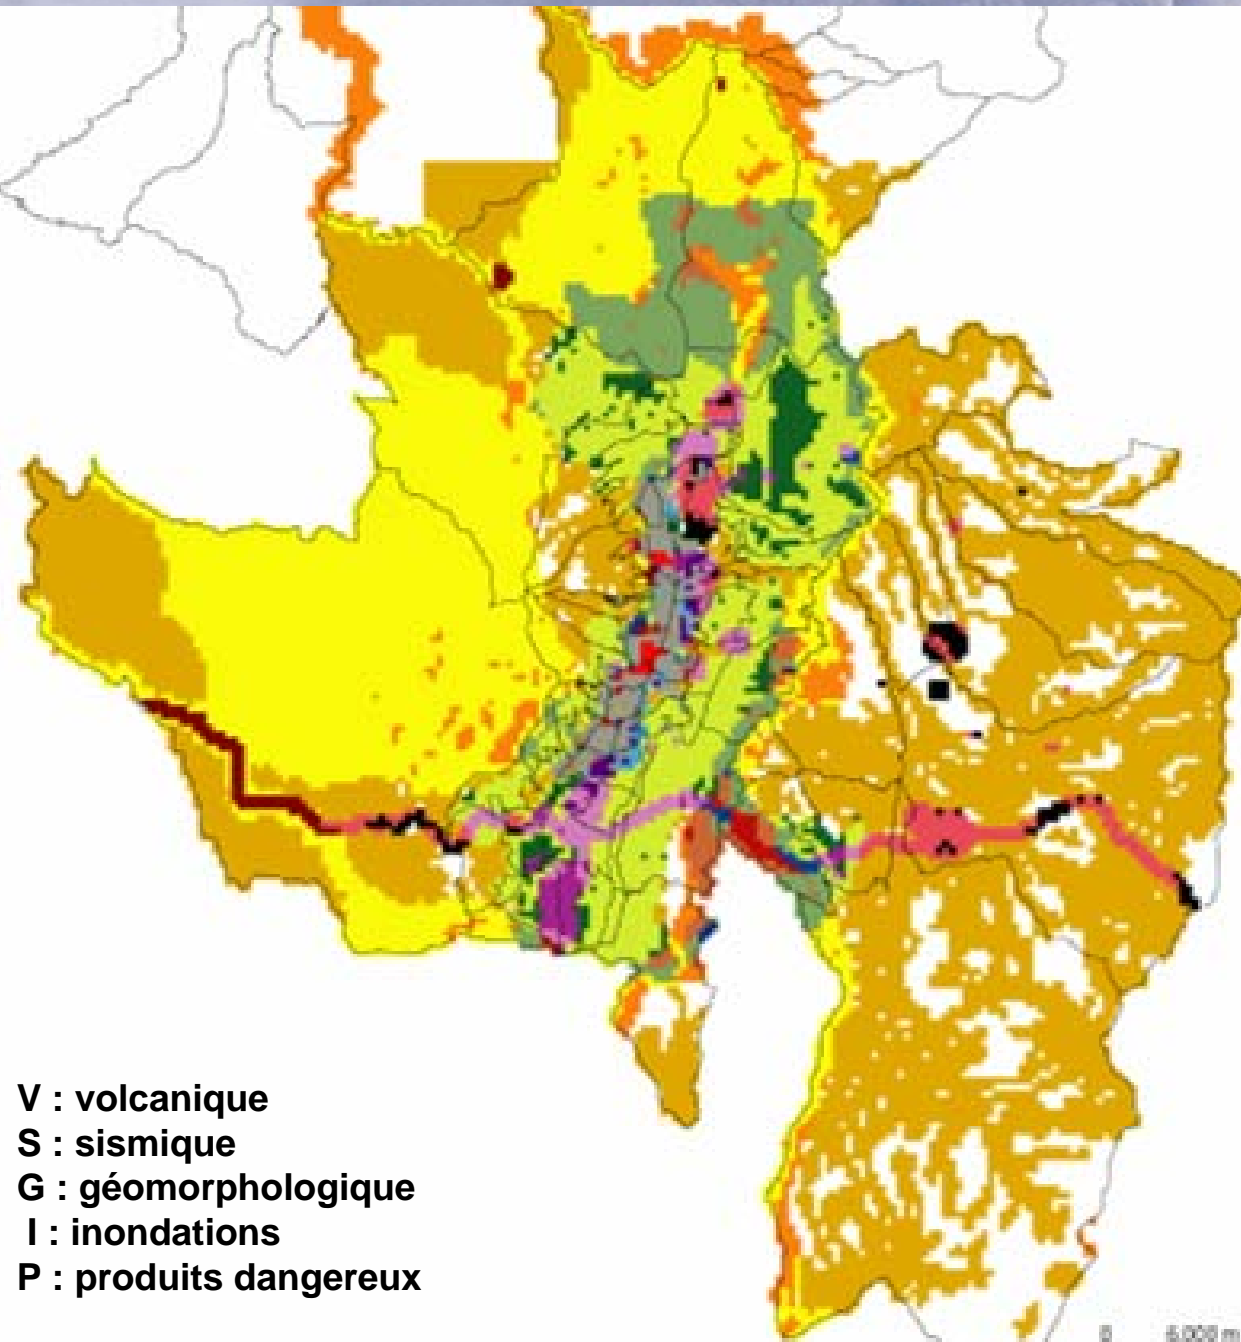 V : volcanique
S : sismique
G : géomorphologique
I : inondations
P : produits dangereux
0 6.000 m